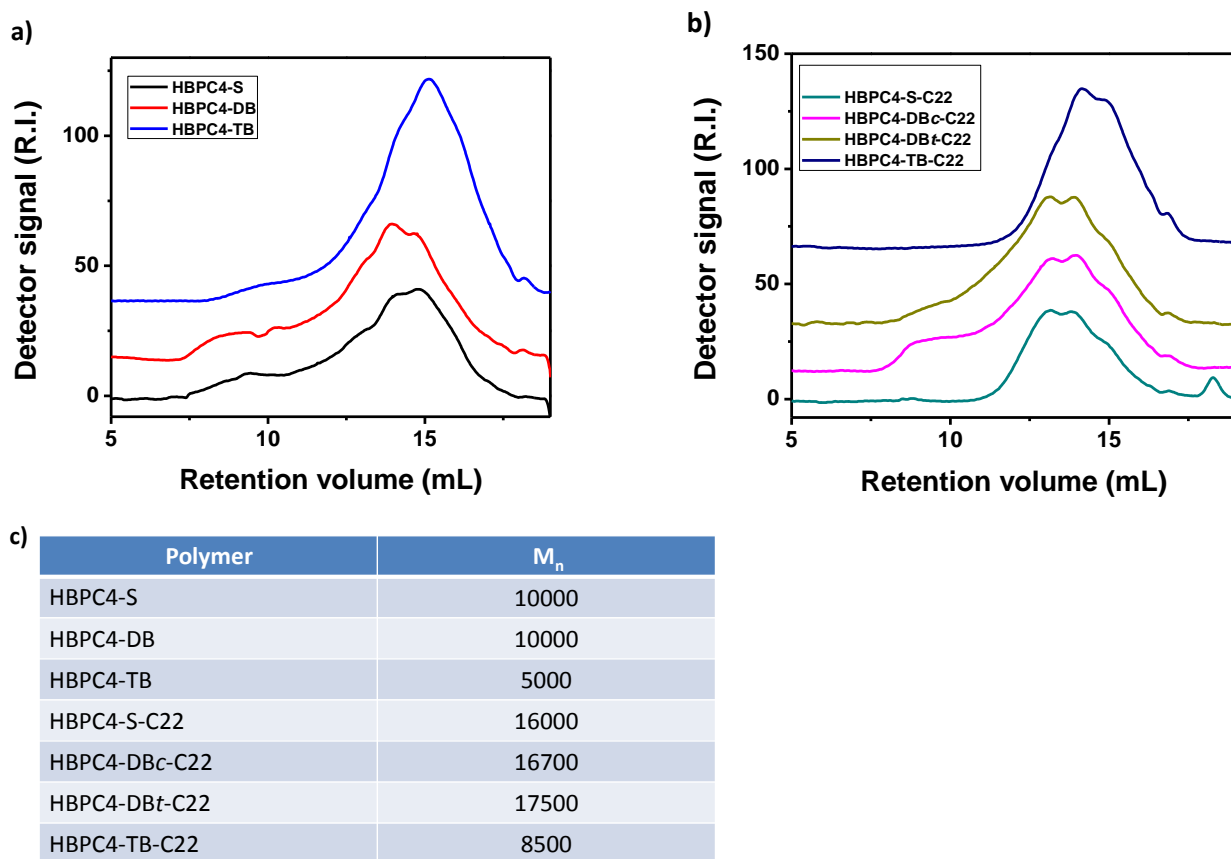 a)
HBPC4-S
HBPC4-DB
HBPC4-TB
Detector signal (R.I.)
100
50
0
5
10
15
Retention volume (mL)
b)
HBPC4-S-C22
HBPC4-DBc-C22
HBPC4-DBt-C22
HBPC4-TB-C22
Detector signal (R.I.)
150
100
50
0
5
10
15
Retention volume (mL)
c)
Polymer Mn
HBPC4-S 10000
HBPC4-DB 10000
HBPC4-TB 5000
HBPC4-S-C22 16000
HBPC4-DBc-C22 16700
HBPC4-DBt-C22 17500
HBPC4-TB-C22 8500